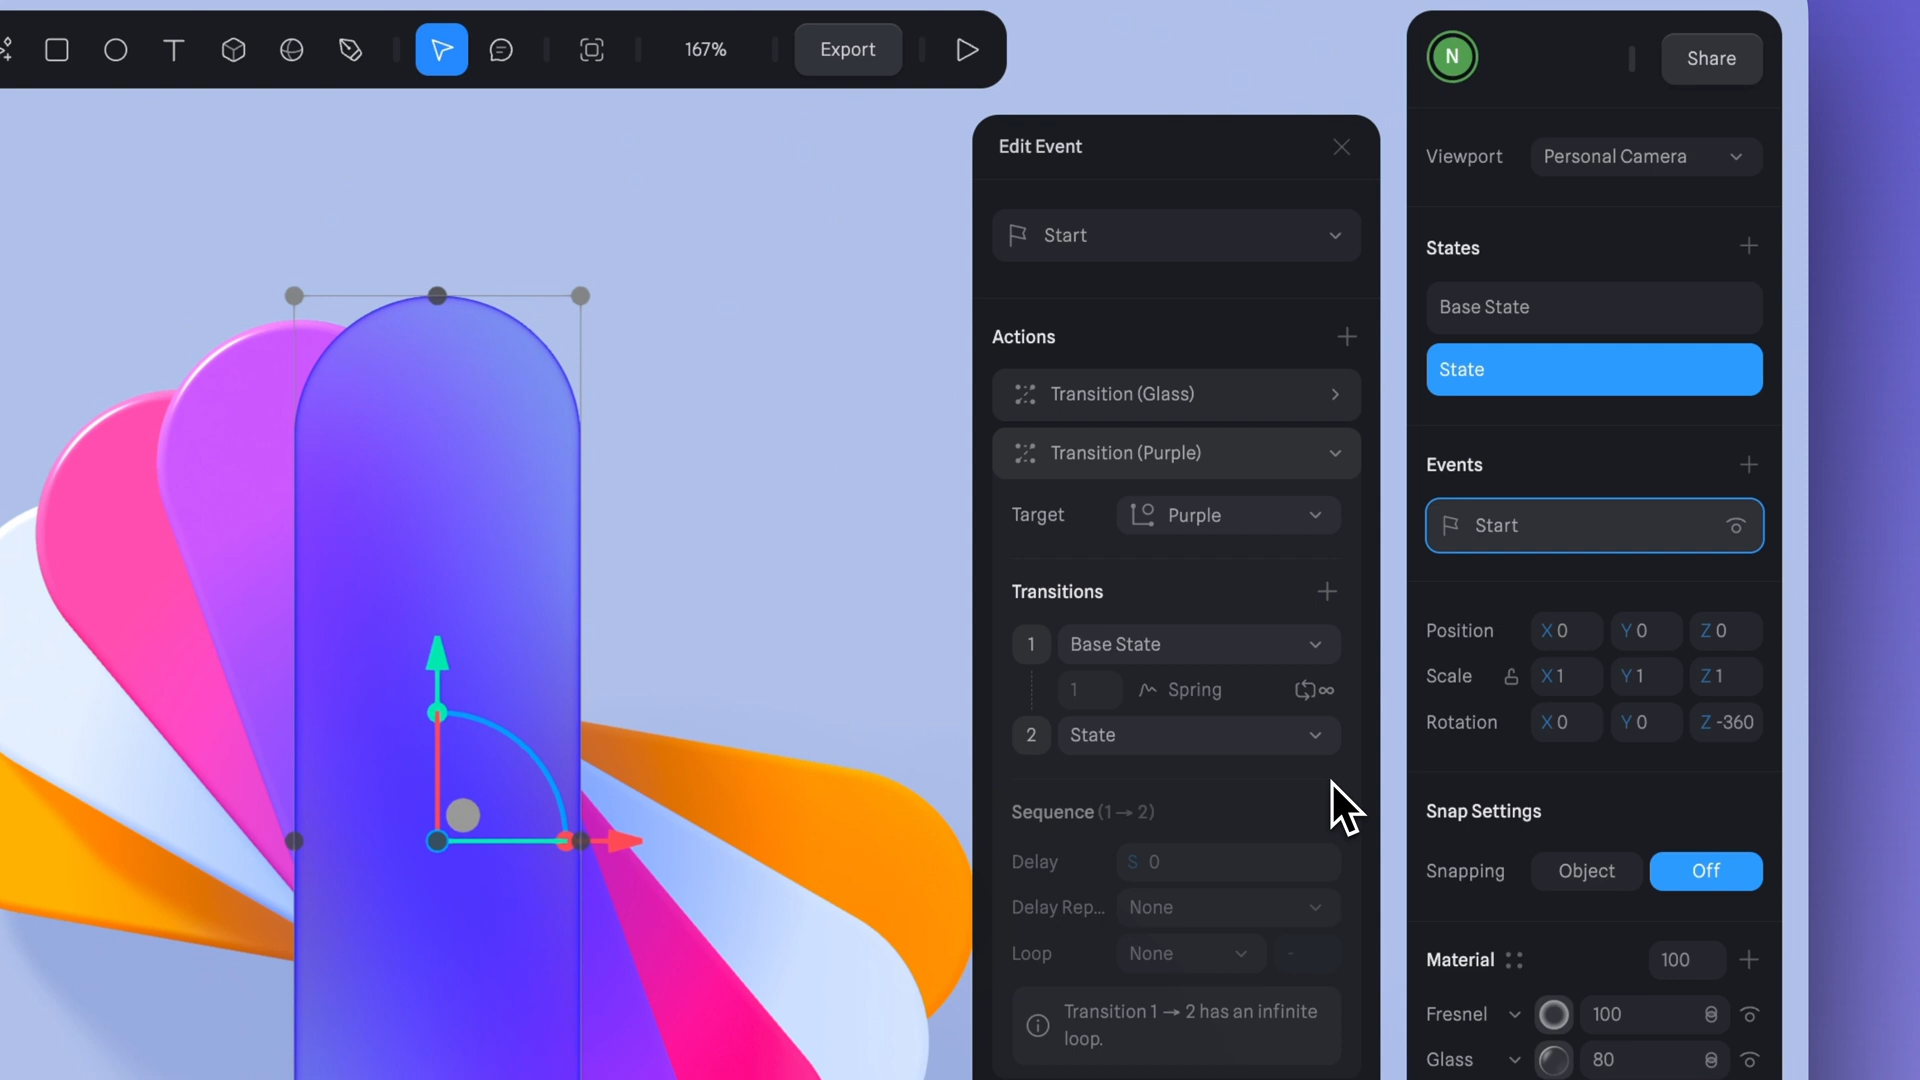 167%
Export
N
Share
Edit Event
Viewport
Personal Camera
Start
States
Base State
State
Actions
Transition (Glass)
Transition (Purple)
Events
Start
Target
Purple
Transitions
1
Base State
1
Spring
∞
2
State
Position
X 0
Y 0
Z 0
Scale
X 1
Y 1
Z 1
Rotation
X 0
Y 0
Z -360
Sequence (1 → 2)
Delay
S 0
Delay Rep...
None
Loop
None
-
Transition 1 → 2 has an infinite
loop.
Snap Settings
Snapping
Object
Off
Material
100
Fresnel
100
Glass
80